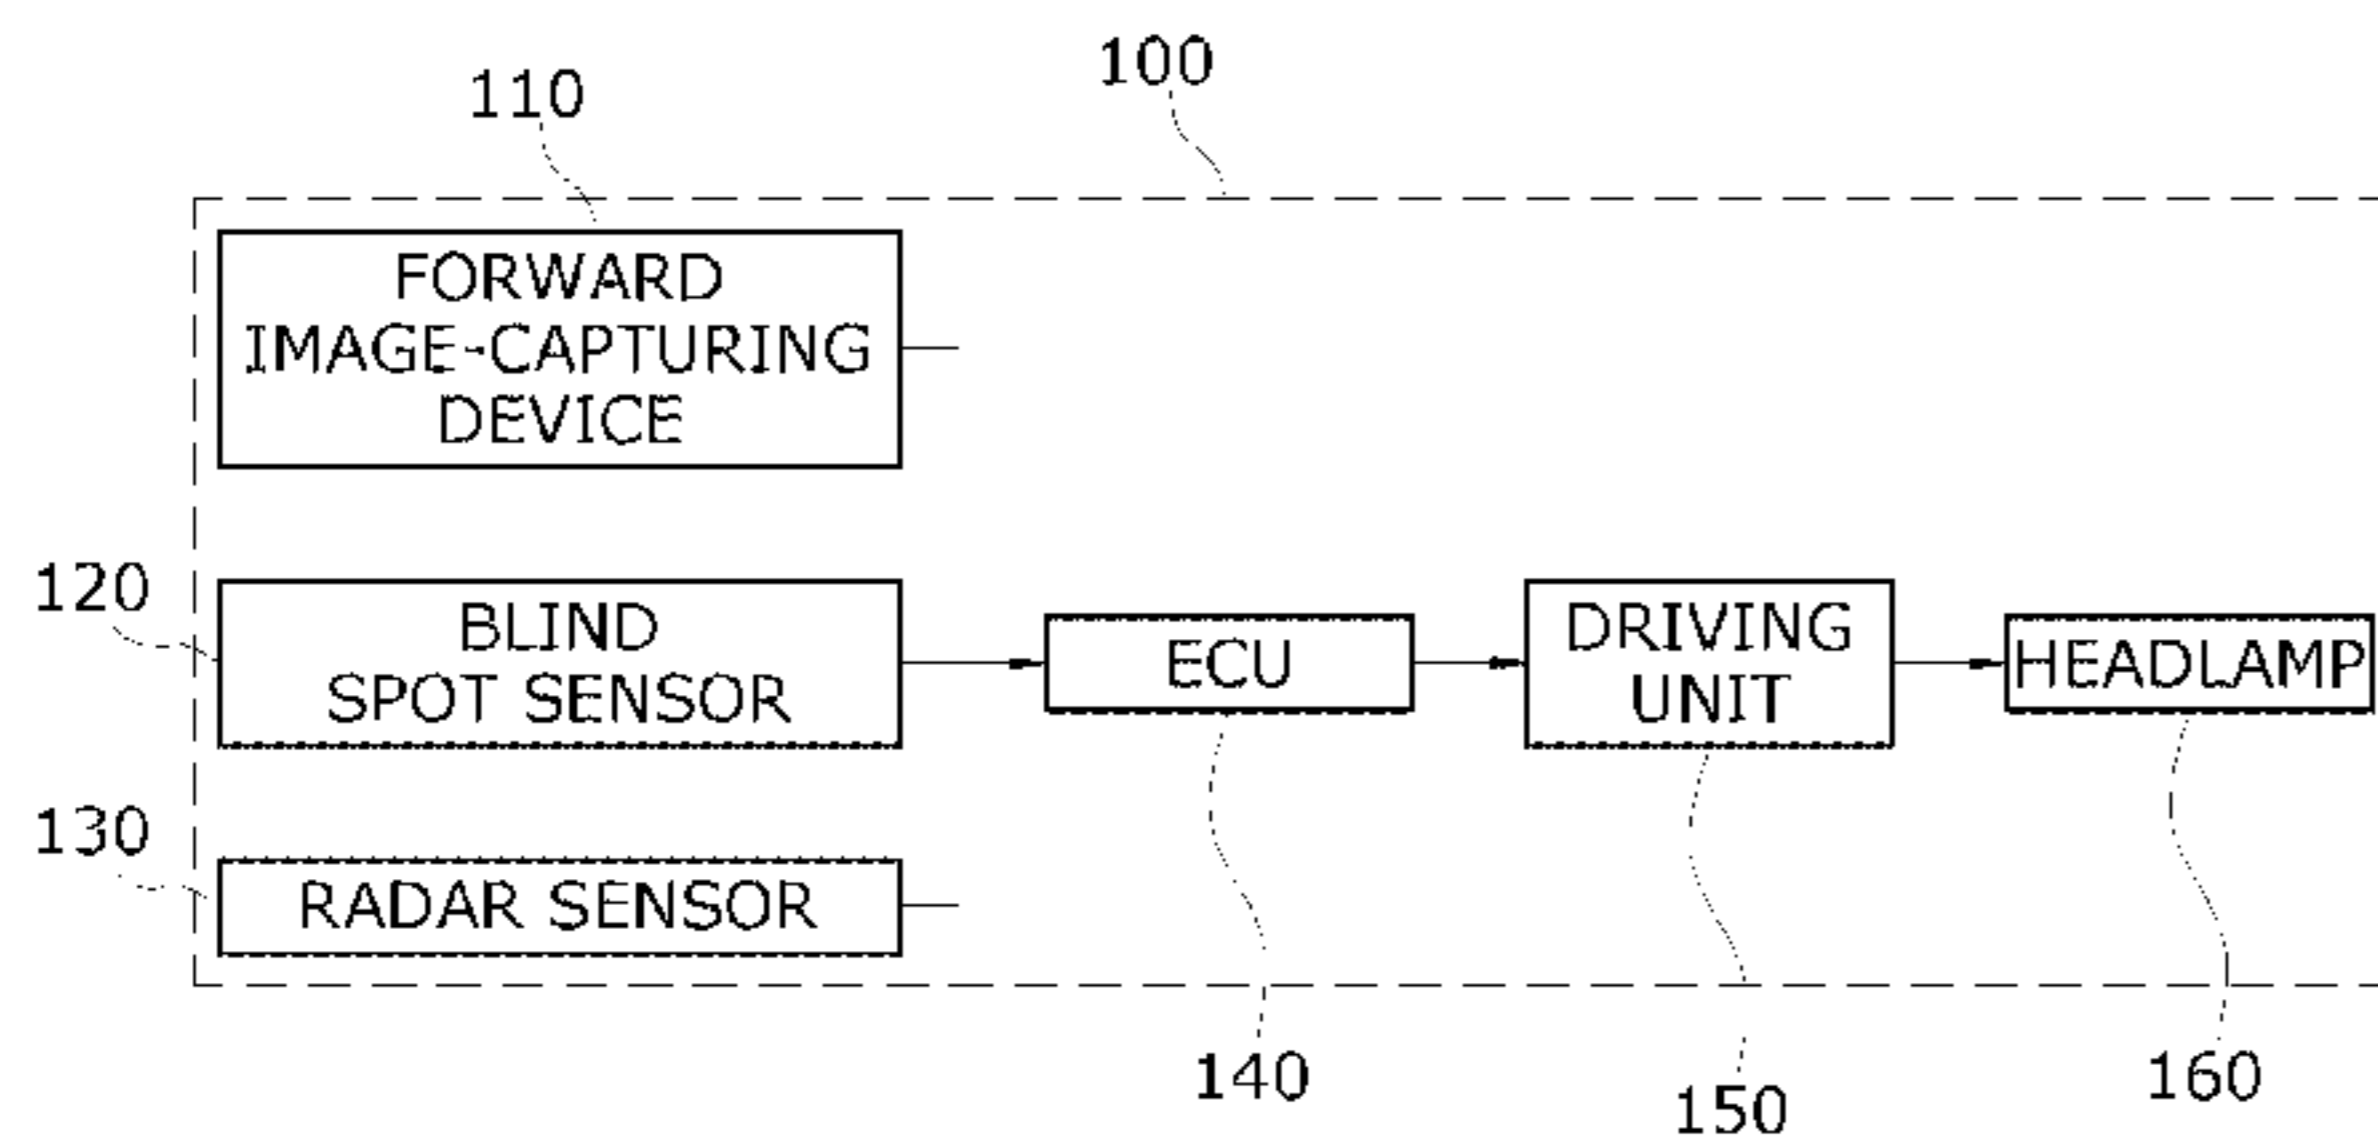 100
110
FORWARD
IMAGE-CAPTURING
DEVICE
120
BLIND
SPOT SENSOR
ECU
DRIVING
UNIT
HEADLAMP
130
RADAR SENSOR
140
150
160